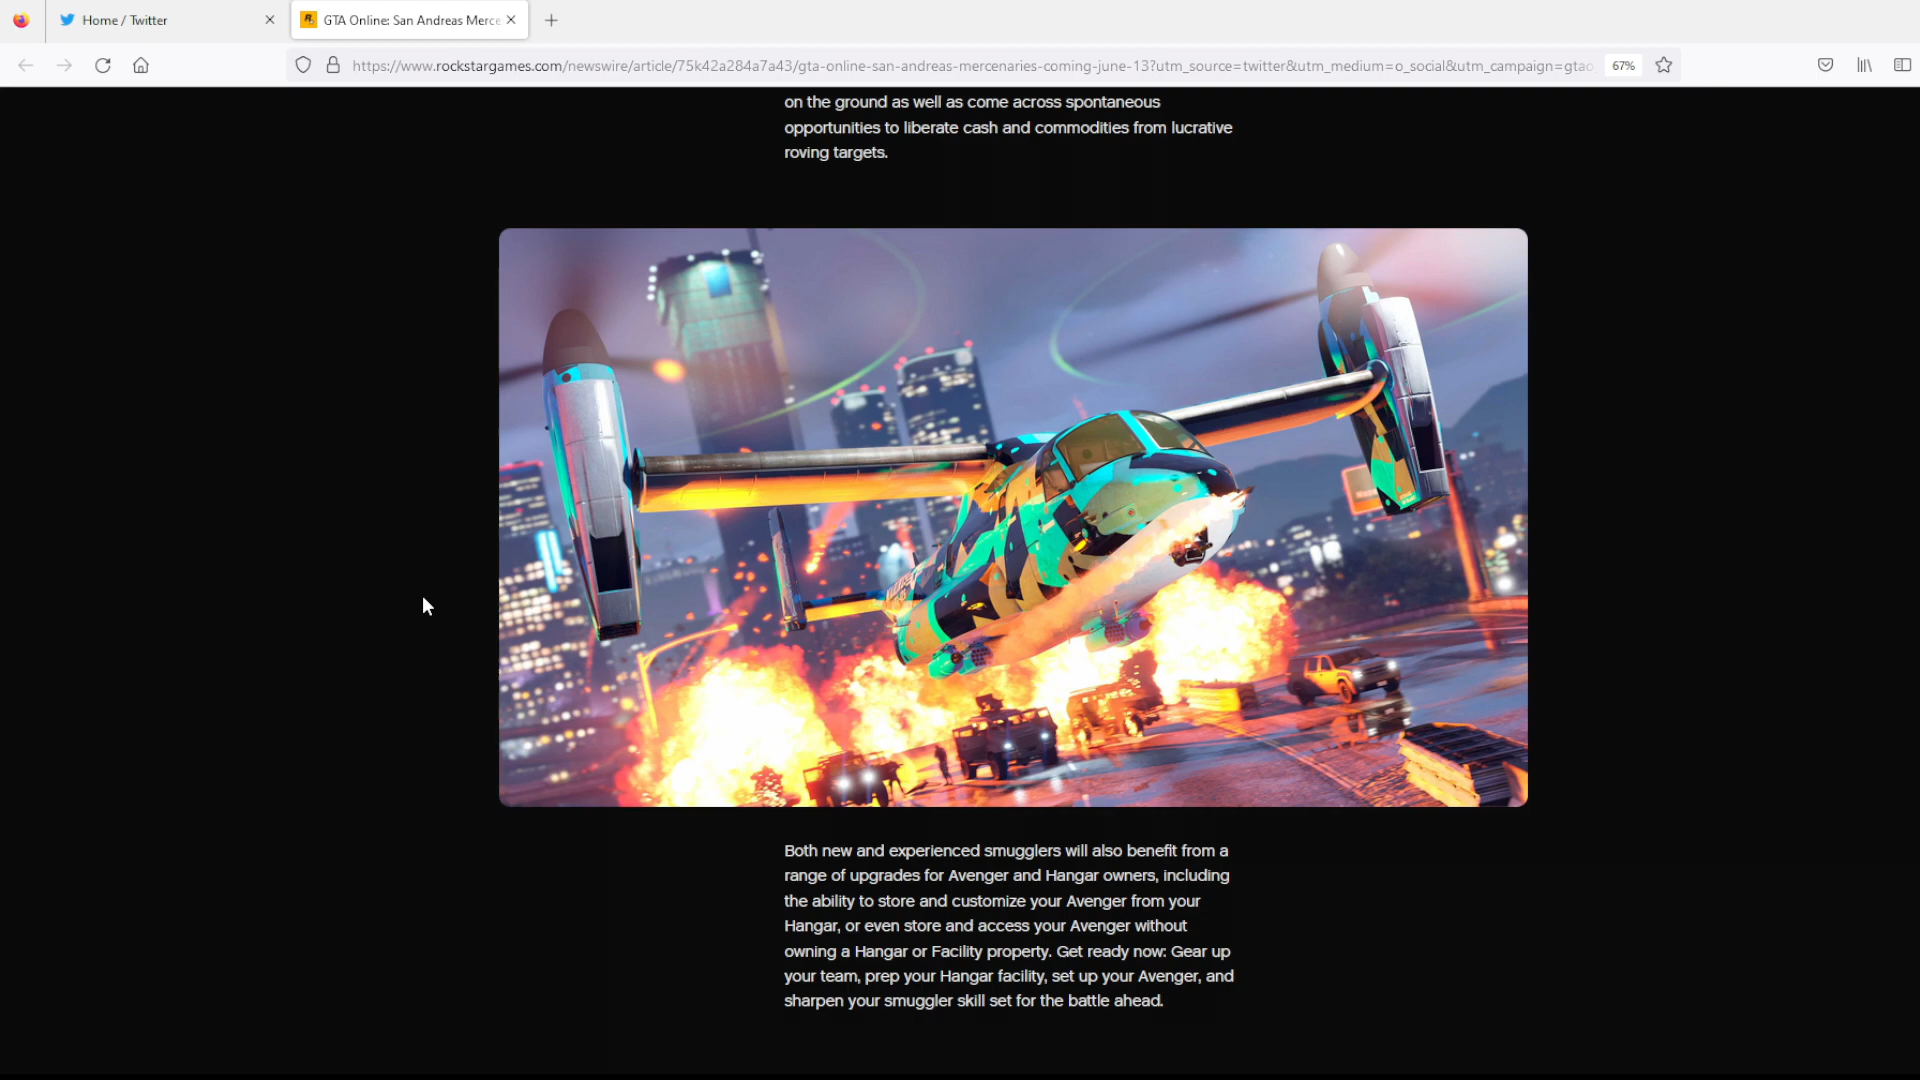 Home / Twitter
GTA Online: San Andreas Merce
https://www.rockstargames.com/newswire/article/75k42a284a7a43/gta-online-san-andreas-mercenaries-coming-june-13?utm_source=twitter&utm_medium=o_social&utm_campaign=gtao
67%
on the ground as well as come across spontaneous
opportunities to liberate cash and commodities from lucrative
roving targets.
Both new and experienced smugglers will also benefit from a
range of upgrades for Avenger and Hangar owners, including
the ability to store and customize your Avenger from your
Hangar, or even store and access your Avenger without
owning a Hangar or Facility property. Get ready now: Gear up
your team, prep your Hangar facility, set up your Avenger, and
sharpen your smuggler skill set for the battle ahead.